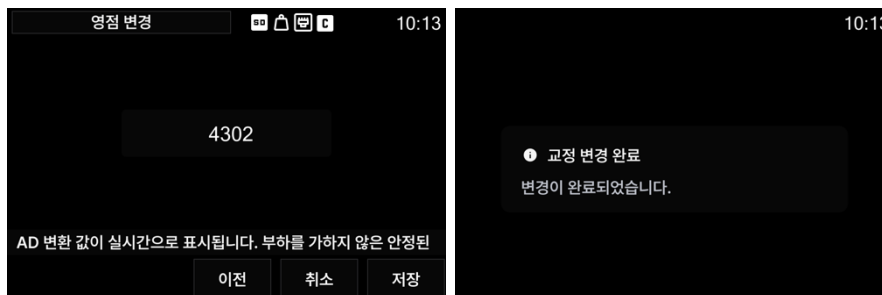 영점 변경
SD
C
10:13
4302
AD 변환 값이 실시간으로 표시됩니다. 부하를 가하지 않은 안정된
이전 취소 저장
10:13
교정 변경 완료
변경이 완료되었습니다.